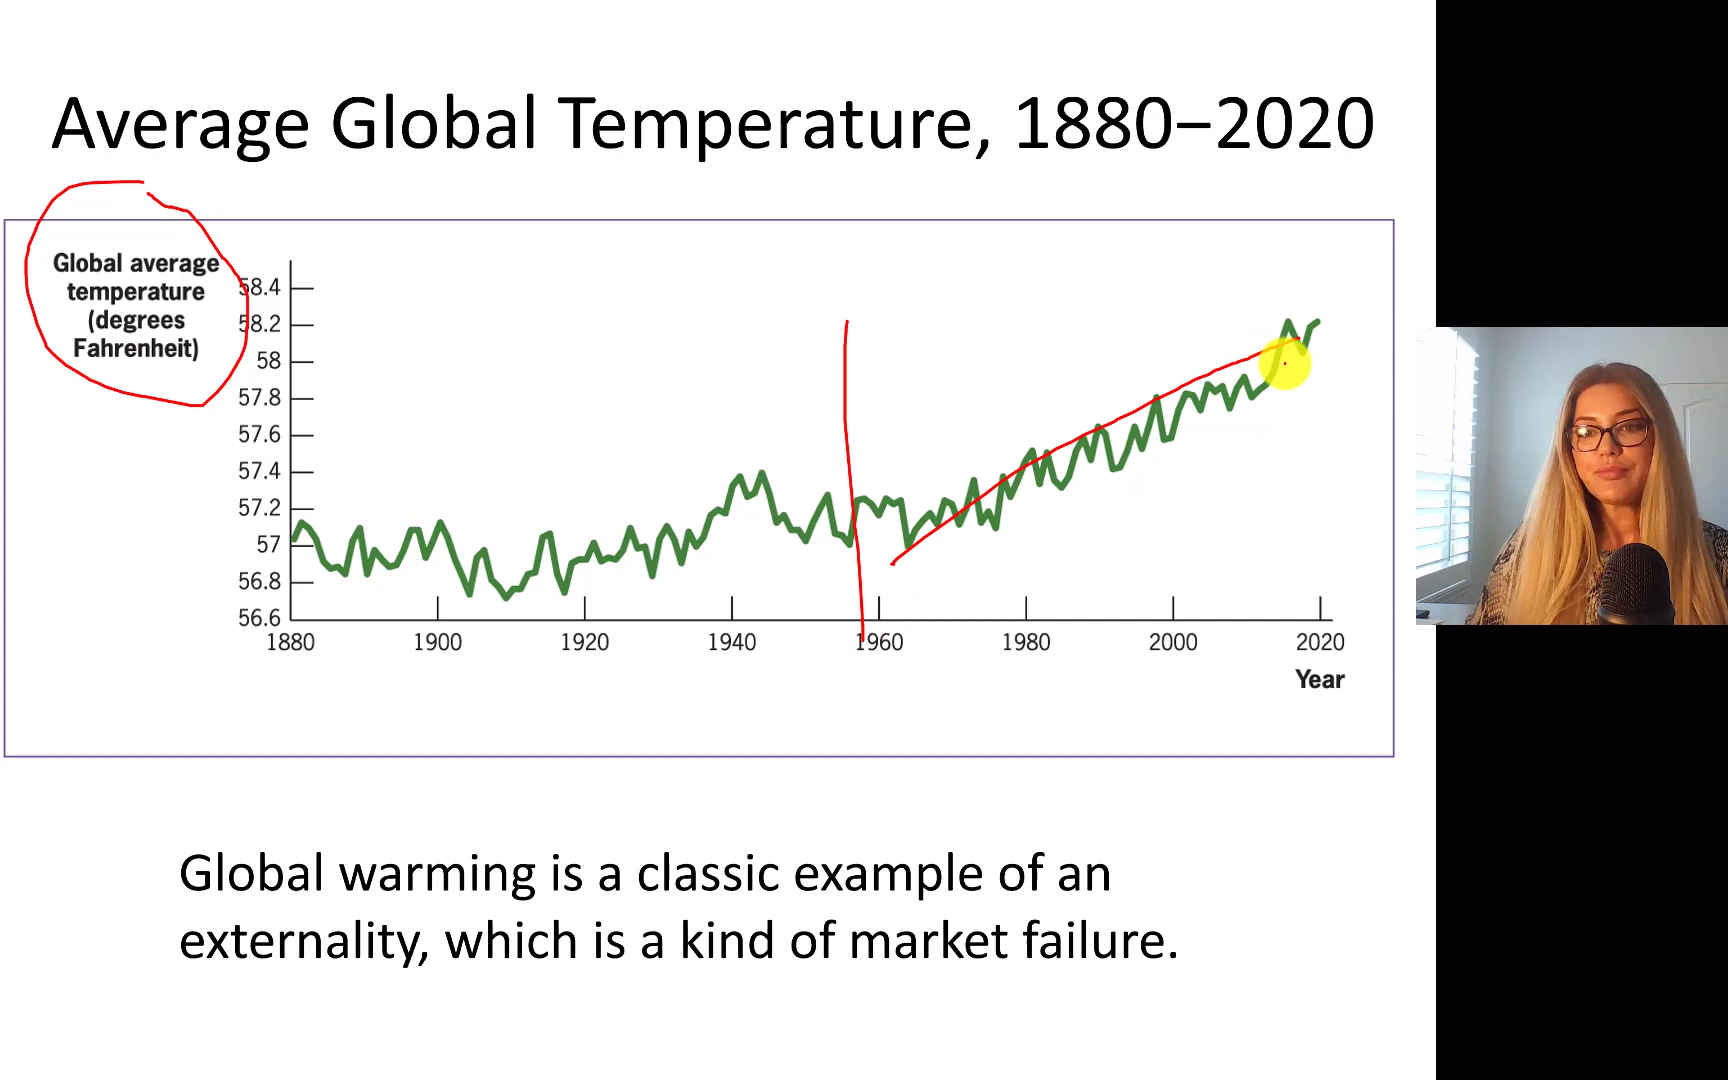 Average Global Temperature, 1880–2020
Global average
temperature
(degrees
Fahrenheit)
58.4
58.2
58
57.8
57.6
57.4
57.2
57
56.8
56.6
1880 1900 1920 1940 1960 1980 2000 2020
Year
Global warming is a classic example of an
externality, which is a kind of market failure.